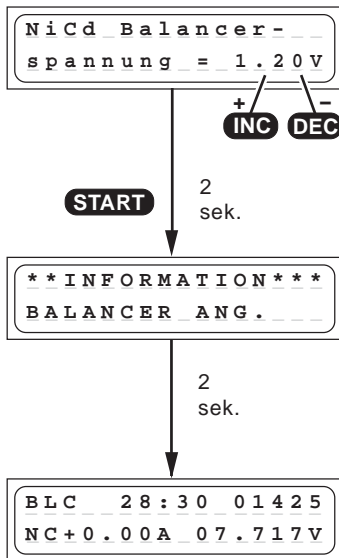 NiCd Balancer-
spannung = 1.20V
+ -
INC DEC
START
2
sek.
**INFORMATION***
BALANCER ANG.
2
sek.
BLC 28:30 01425
NC+0.00A 07.717V